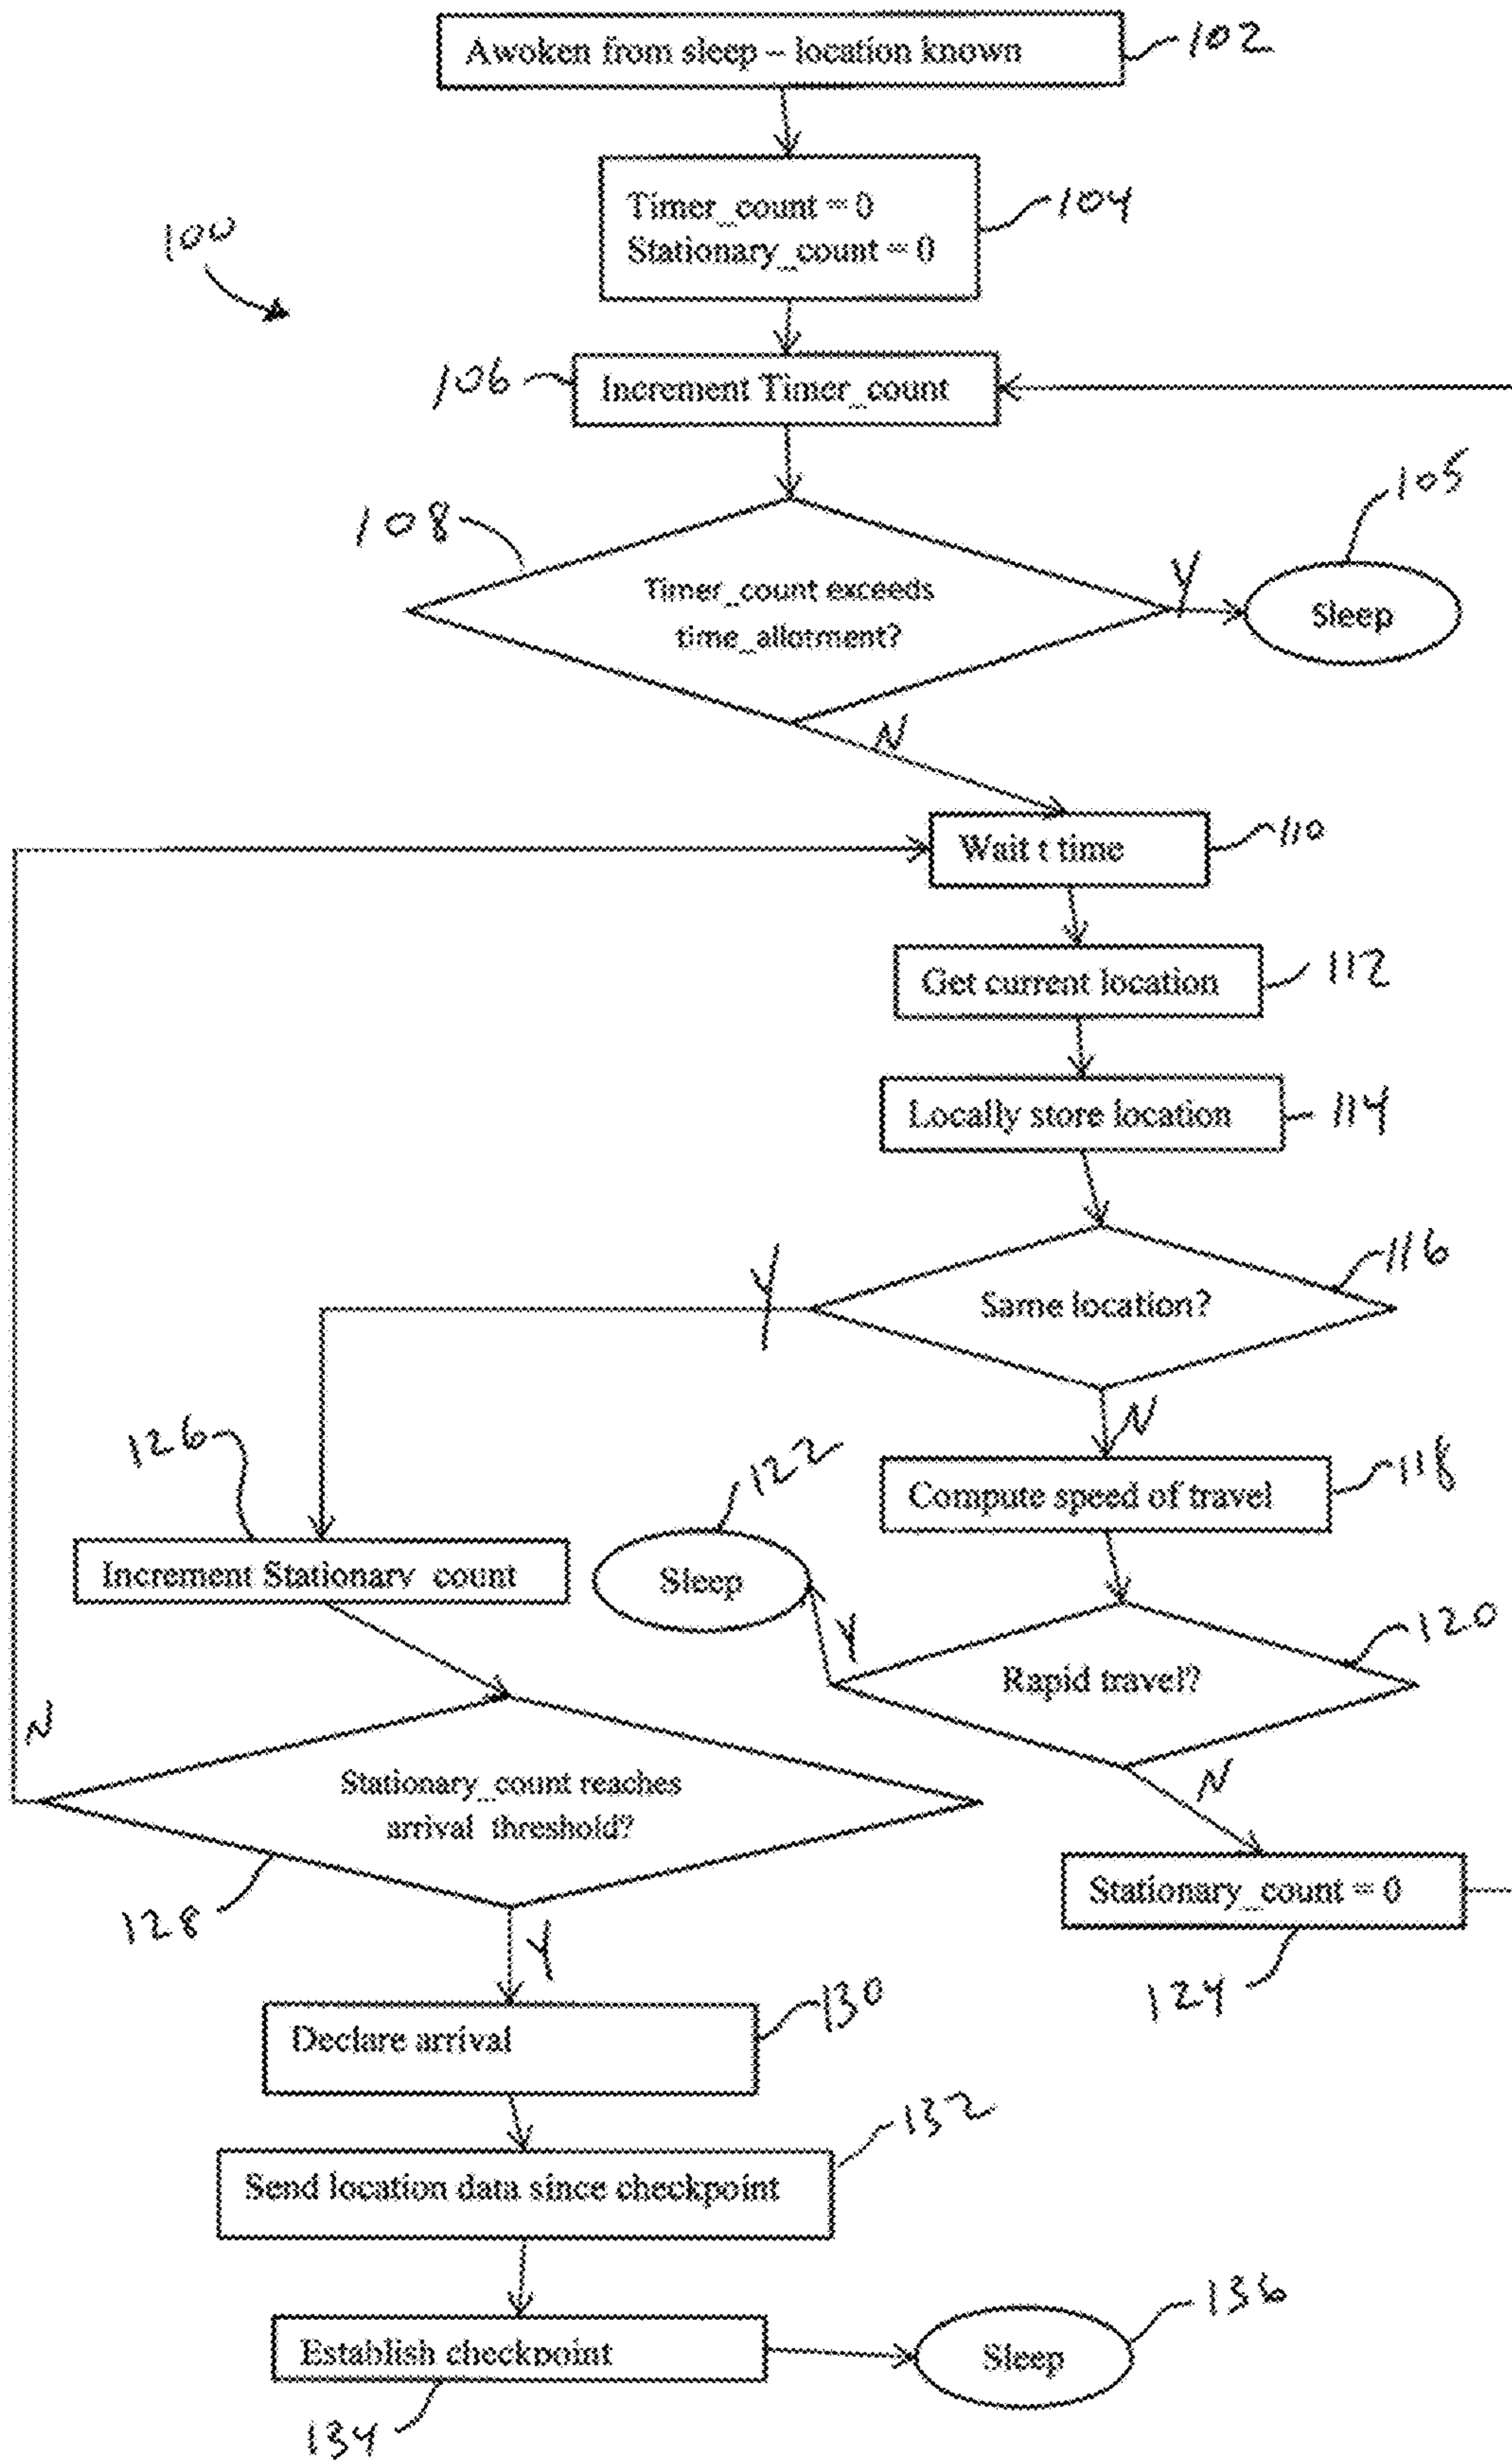 Awoken from sleep – location known
102
Timer_count = 0
Stationary_count = 0
104
100
106
Increment Timer_count
108
105
Timer_count exceeds
time_allotment?
Y
Sleep
N
Wait t time
110
Get current location
112
Locally store location
114
116
Y
Same location?
N
126
122
118
Compute speed of travel
Increment Stationary_count
Sleep
Y
120
Rapid travel?
N
N
Stationary_count reaches
arrival_threshold?
128
Stationary_count = 0
124
Y
130
Declare arrival
132
Send location data since checkpoint
136
Establish checkpoint
Sleep
134